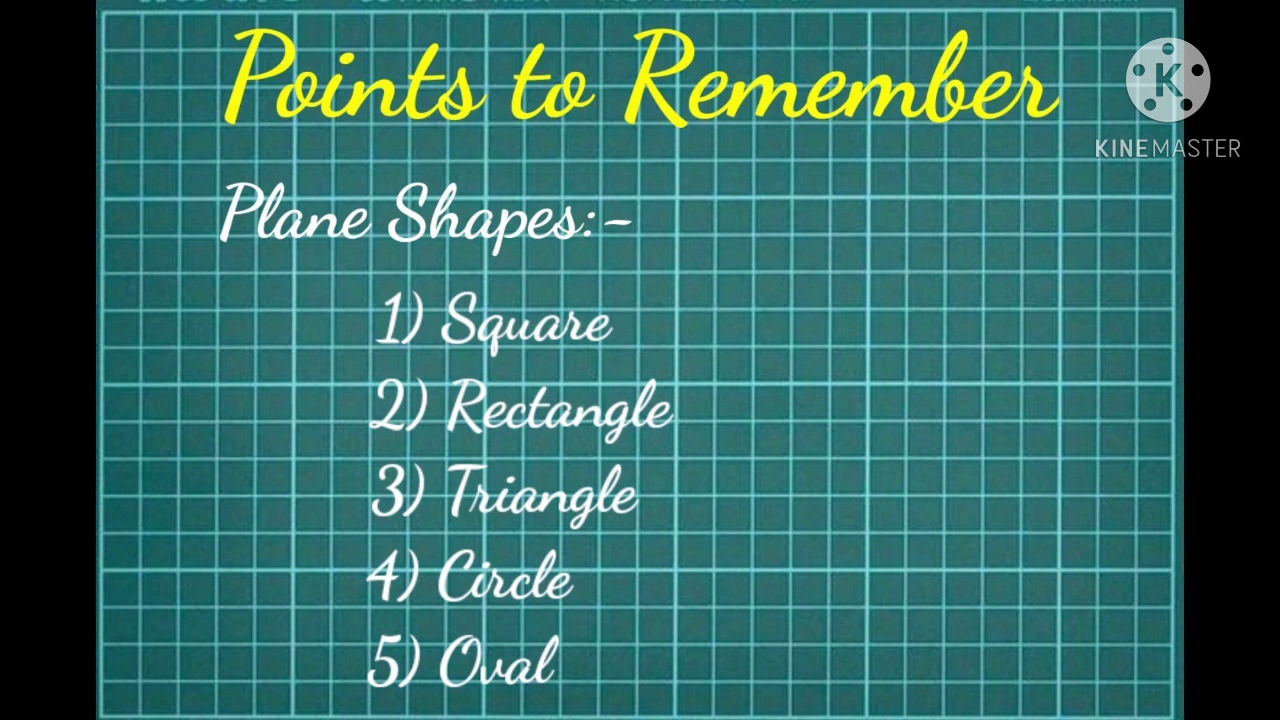 Points to Remember
KINEMASTER
Plane Shapes:-
1) Square
2) Rectangle
3) Triangle
4) Circle
5) Oval